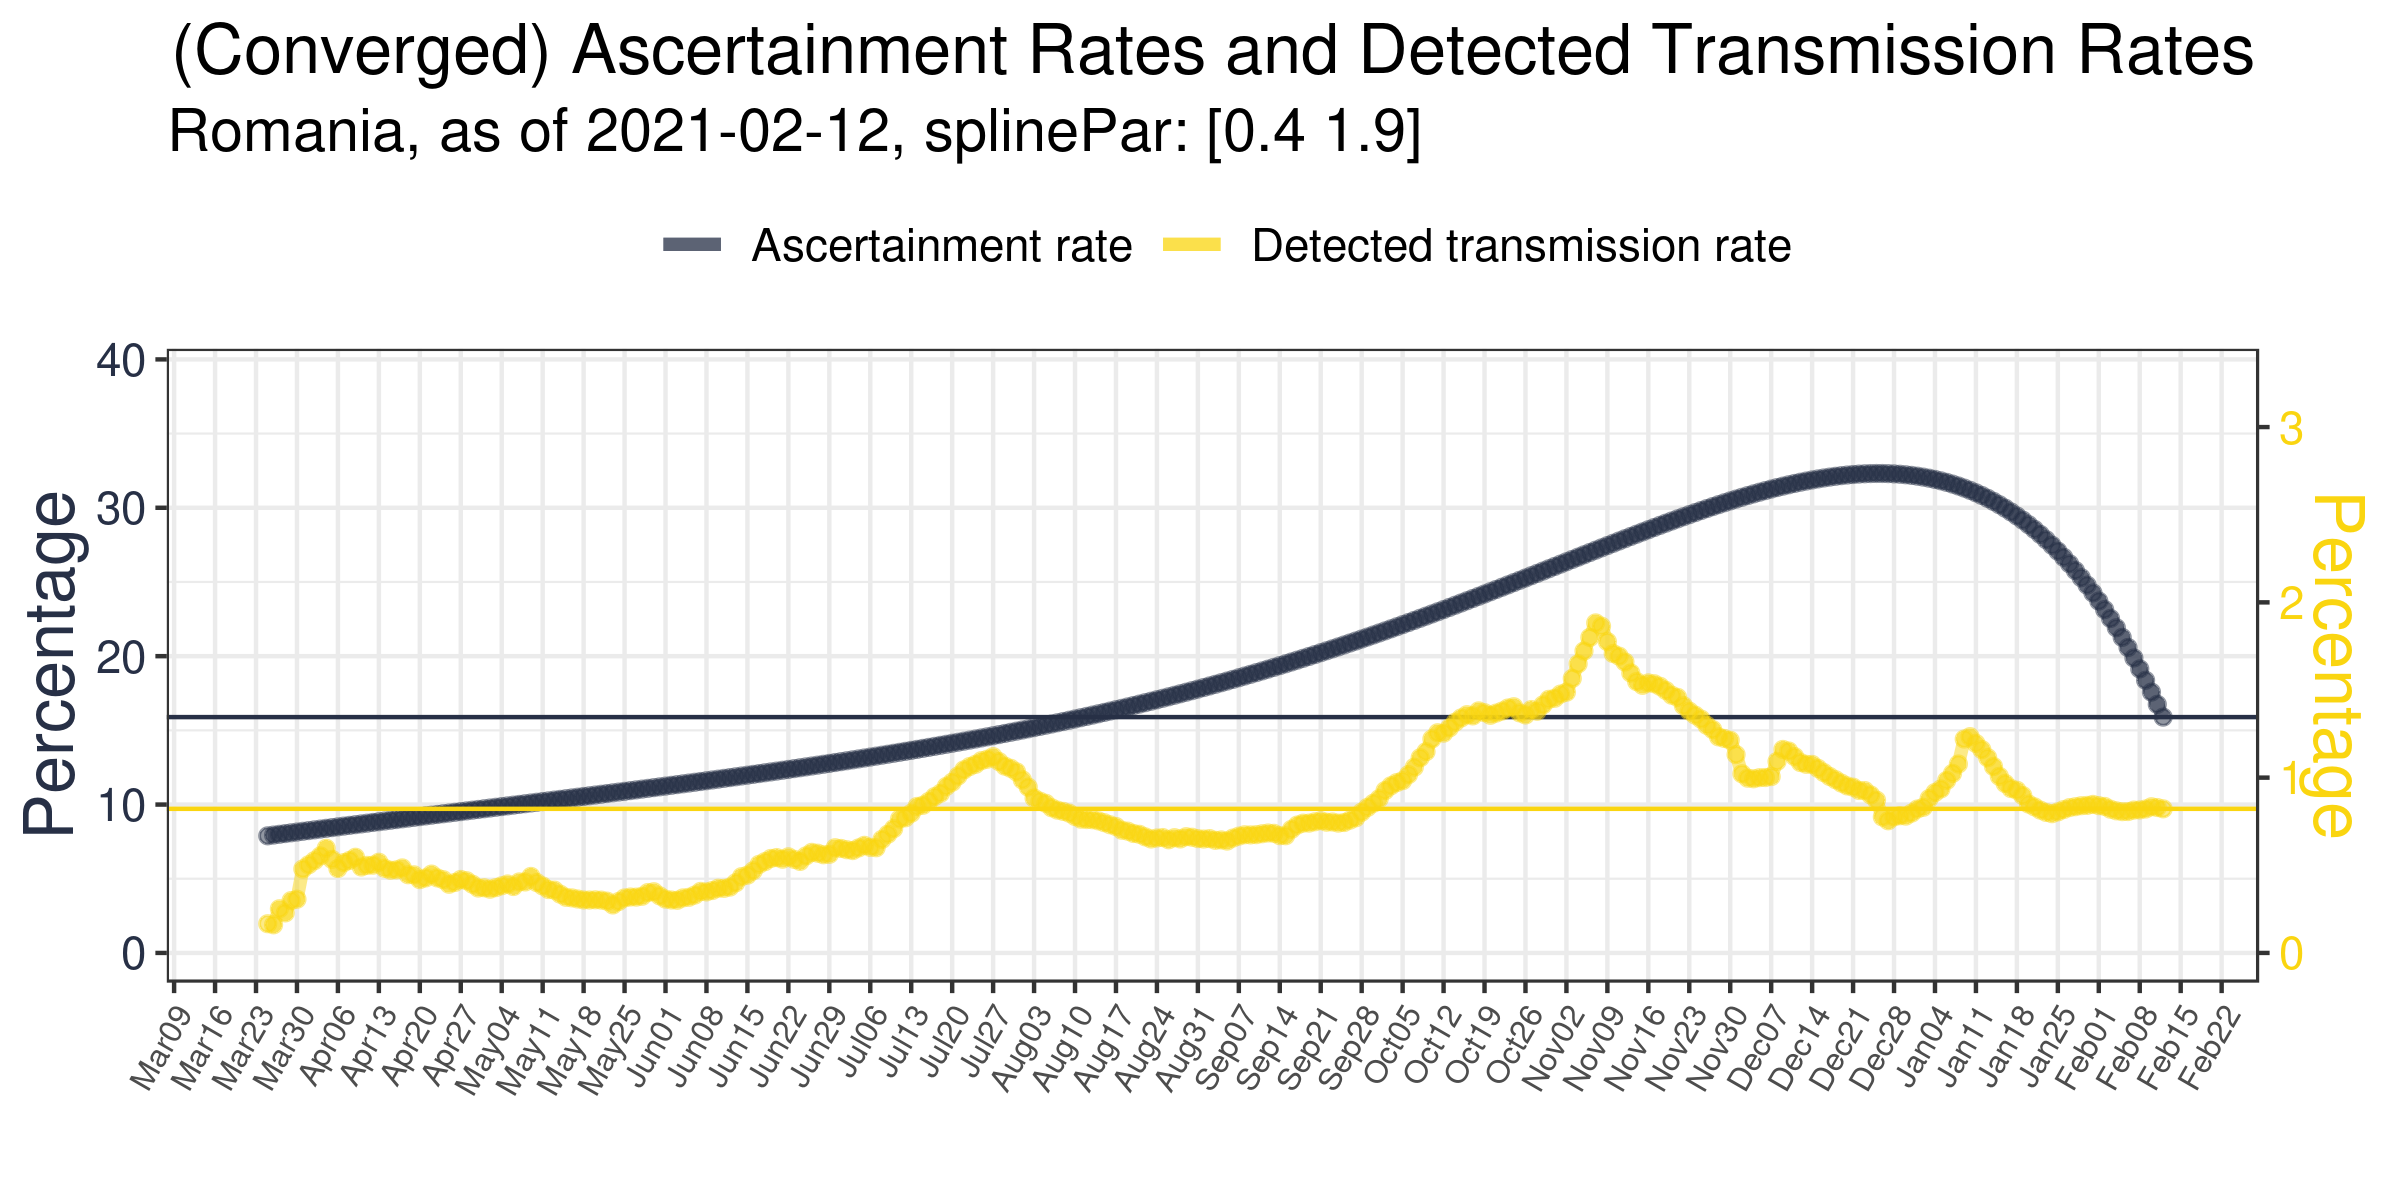 (Converged) Ascertainment Rates and Detected Transmission Rates
Romania, as of 2021-02-12, splinePar: [0.4 1.9]
Ascertainment rate
Detected transmission rate
Percentage
40
30
20
10
0
3
2
1
0
Percentage
Mar09
Mar16
Mar23
Mar30
Apr06
Apr13
Apr20
Apr27
May04
May11
May18
May25
Jun01
Jun08
Jun15
Jun22
Jun29
Jul06
Jul13
Jul20
Jul27
Aug03
Aug10
Aug17
Aug24
Aug31
Sep07
Sep14
Sep21
Sep28
Oct05
Oct12
Oct19
Oct26
Nov02
Nov09
Nov16
Nov23
Nov30
Dec07
Dec14
Dec21
Dec28
Jan04
Jan11
Jan18
Jan25
Feb01
Feb08
Feb15
Feb22